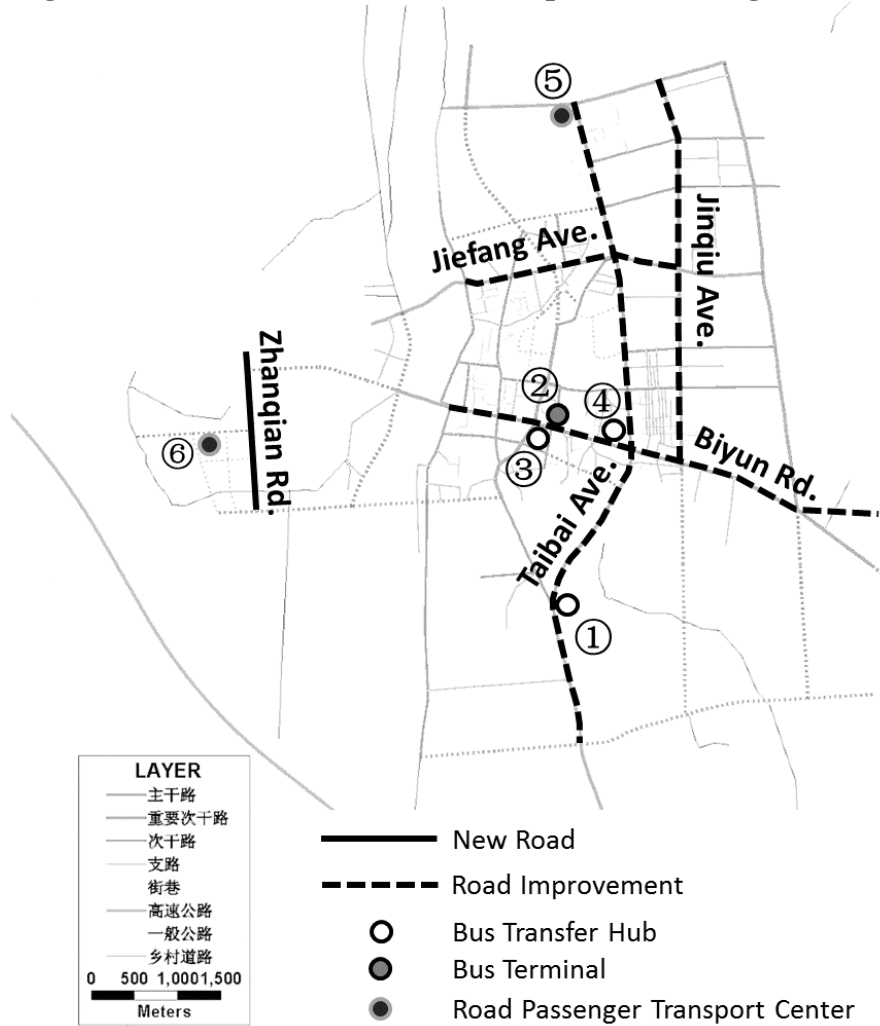 ⑤
Jiefang Ave.
Jinqiu Ave.
Zhanqian Rd.
②
④
⑥
③
Biyun Rd.
Taibai Ave.
①
LAYER
主干路
重要次干路
次干路
支路
街巷
高速公路
一般公路
乡村道路
0 500 1,000 1,500
Meters
New Road
Road Improvement
Bus Transfer Hub
Bus Terminal
Road Passenger Transport Center